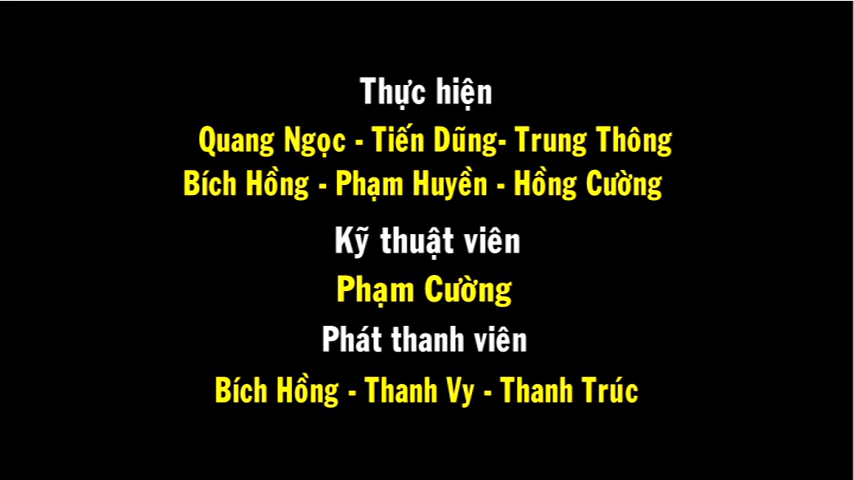 Thực hiện
Quang Ngọc - Tiến Dũng- Trung Thông
Bích Hồng - Phạm Huyền - Hồng Cường
Kỹ thuật viên
Phạm Cường
Phát thanh viên
Bích Hồng - Thanh Vy - Thanh Trúc